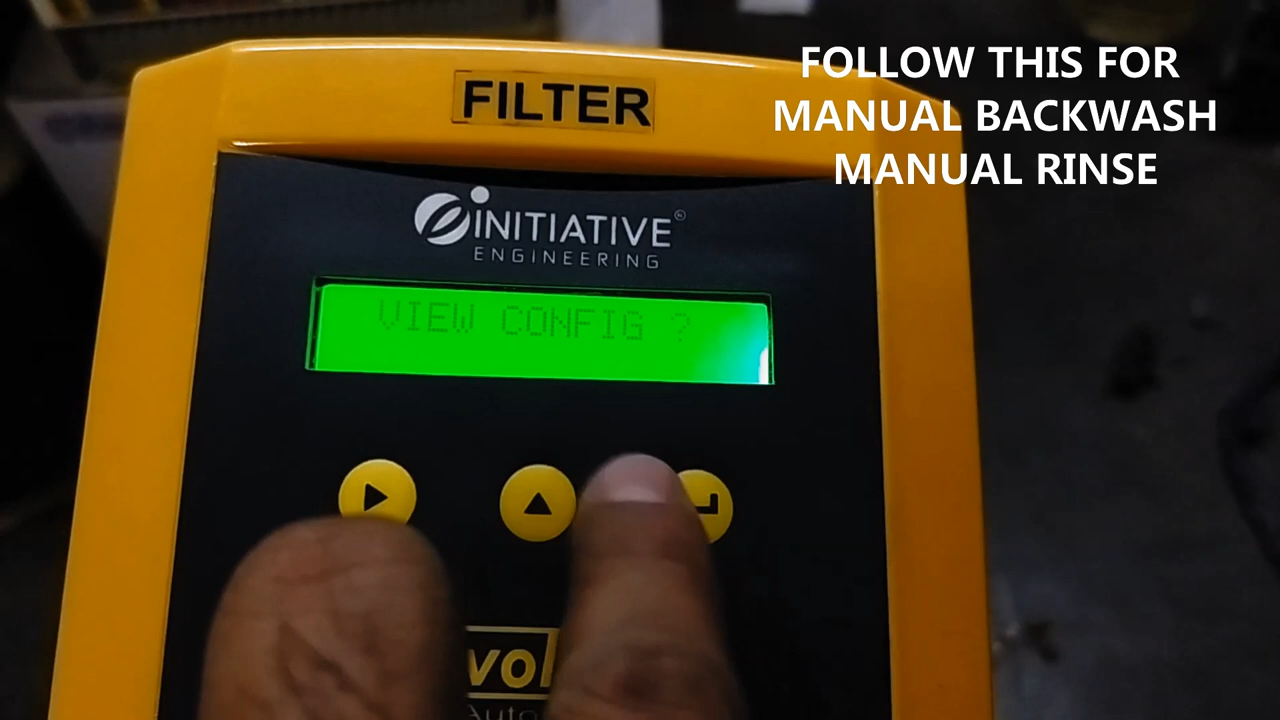 FILTER
FOLLOW THIS FOR
MANUAL BACKWASH
MANUAL RINSE
INITIATIVE
ENGINEERING
VIEW CONFIG ?